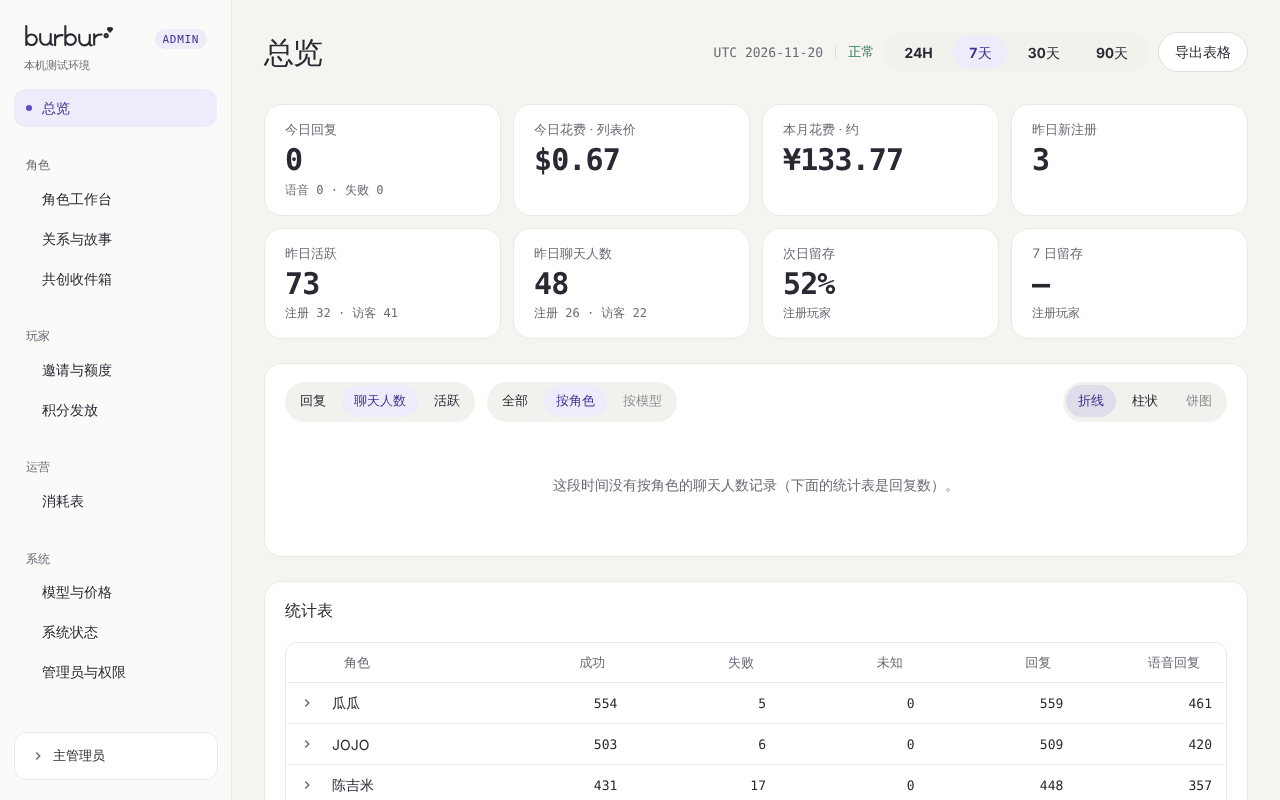 burbur
ADMIN
本机测试环境
总览
角色
角色工作台
关系与故事
共创收件箱
玩家
邀请与额度
积分发放
运营
消耗表
系统
模型与价格
系统状态
管理员与权限
主管理员
总览
UTC 2026-11-20
正常
24H 7天 30天 90天
导出表格
今日回复
0
语音 0 · 失败 0
今日花费 · 列表价
$0.67
本月花费 · 约
¥133.77
昨日新注册
3
昨日活跃
73
注册 32 · 访客 41
昨日聊天人数
48
注册 26 · 访客 22
次日留存
52%
注册玩家
7 日留存
—
注册玩家
回复 聊天人数 活跃
全部 按角色 按模型
折线 柱状 饼图
这段时间没有按角色的聊天人数记录（下面的统计表是回复数）。
统计表
角色 成功 失败 未知 回复 语音回复
瓜瓜 554 5 0 559 461
JOJO 503 6 0 509 420
陈吉米 431 17 0 448 357